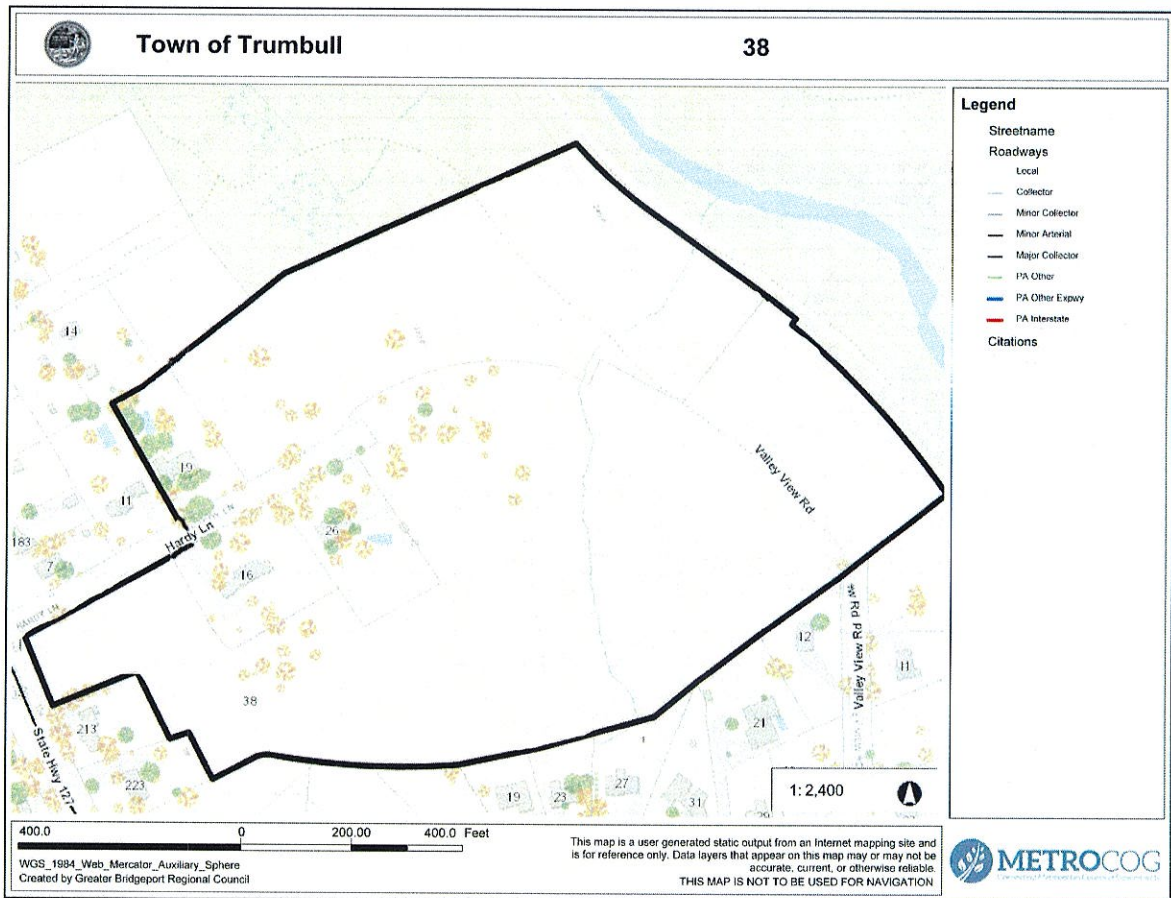 Town of Trumbull
38
Legend
Streetname
Roadways
Local
Collector
Minor Collector
Minor Arterial
Major Collector
PA Other
PA Other Expwy
PA Interstate
Citations
14
19
11
Hardy Ln
183
7
26
16
HARDY LN
Valley View Rd
38
12
11
Valley View Rd Row
213
State Hwy 127
223
21
19
23
27
31
29
1: 2,400
400.0
0
200.00
400.0 Feet
WGS_1984_Web_Mercator_Auxiliary_Sphere
Created by Greater Bridgeport Regional Council
This map is a user generated static output from an Internet mapping site and
is for reference only. Data layers that appear on this map may or may not be
accurate, current, or otherwise reliable.
THIS MAP IS NOT TO BE USED FOR NAVIGATION
METROCOG